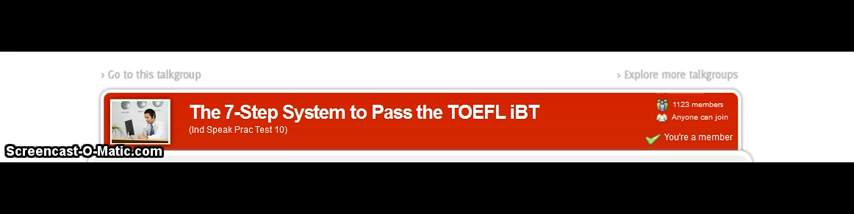 > Go to this talkgroup
> Explore more talkgroups
The 7-Step System to Pass the TOEFL iBT
(Ind Speak Prac Test 10)
1123 members
Anyone can join
You're a member
Screencast-O-Matic.com